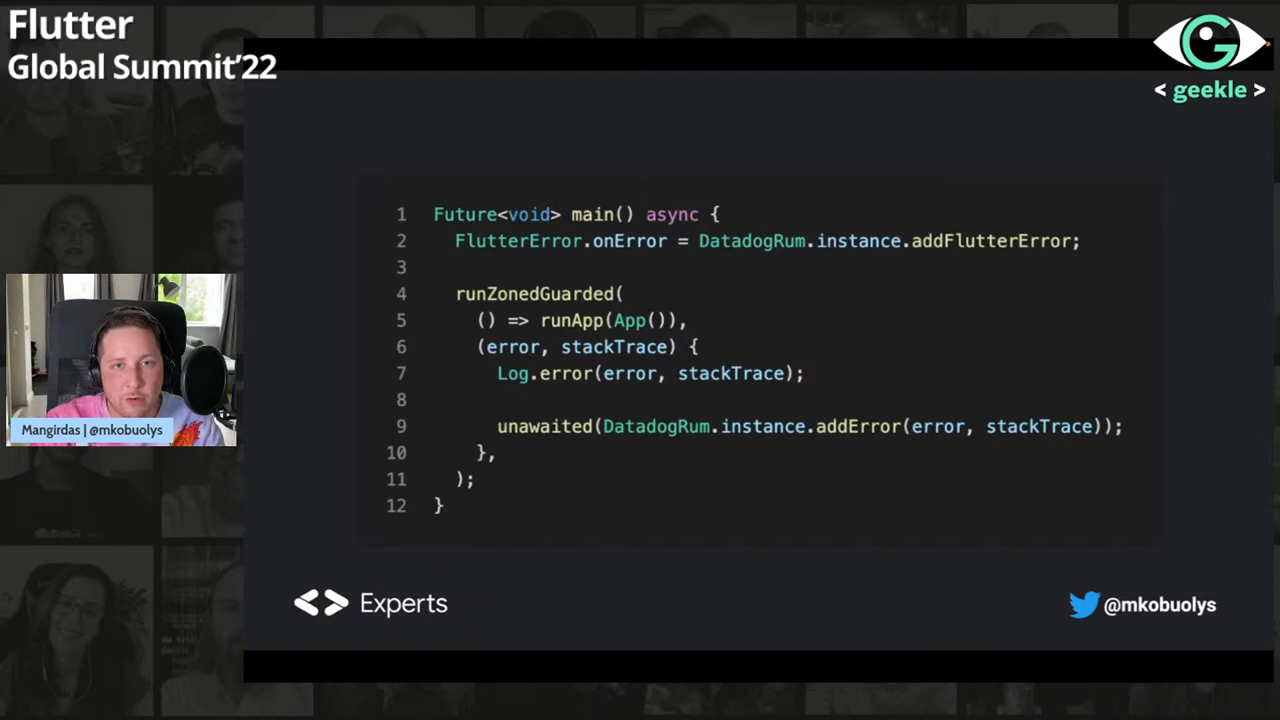 Flutter
Global Summit'22
< geekle >
1 Future<void> main() async {
2 FlutterError.onError = DatadogRum.instance.addFlutterError;
3
4 runZonedGuarded(
5 () => runApp(App()),
6 (error, stackTrace) {
7 Log.error(error, stackTrace);
8
9 unawaited(DatadogRum.instance.addError(error, stackTrace));
10 },
11 );
12 }
Mangirdas | @mkobuolys
<> Experts
@mkobuolys